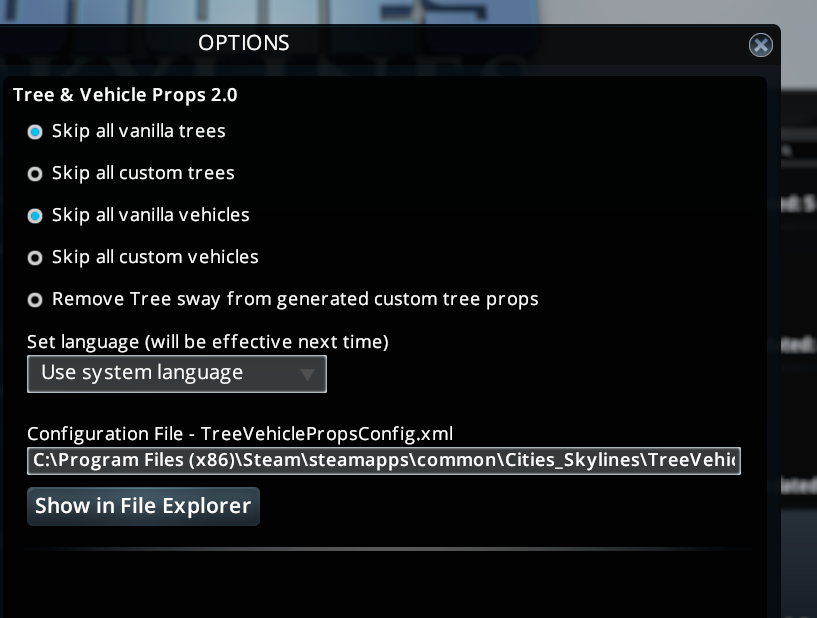 OPTIONS
Tree & Vehicle Props 2.0
Skip all vanilla trees
Skip all custom trees
Skip all vanilla vehicles
Skip all custom vehicles
Remove Tree sway from generated custom tree props
Set language (will be effective next time)
Use system language
Configuration File - TreeVehiclePropsConfig.xml
C:\Program Files (x86)\Steam\steamapps\common\Cities_Skylines\TreeVehic
Show in File Explorer